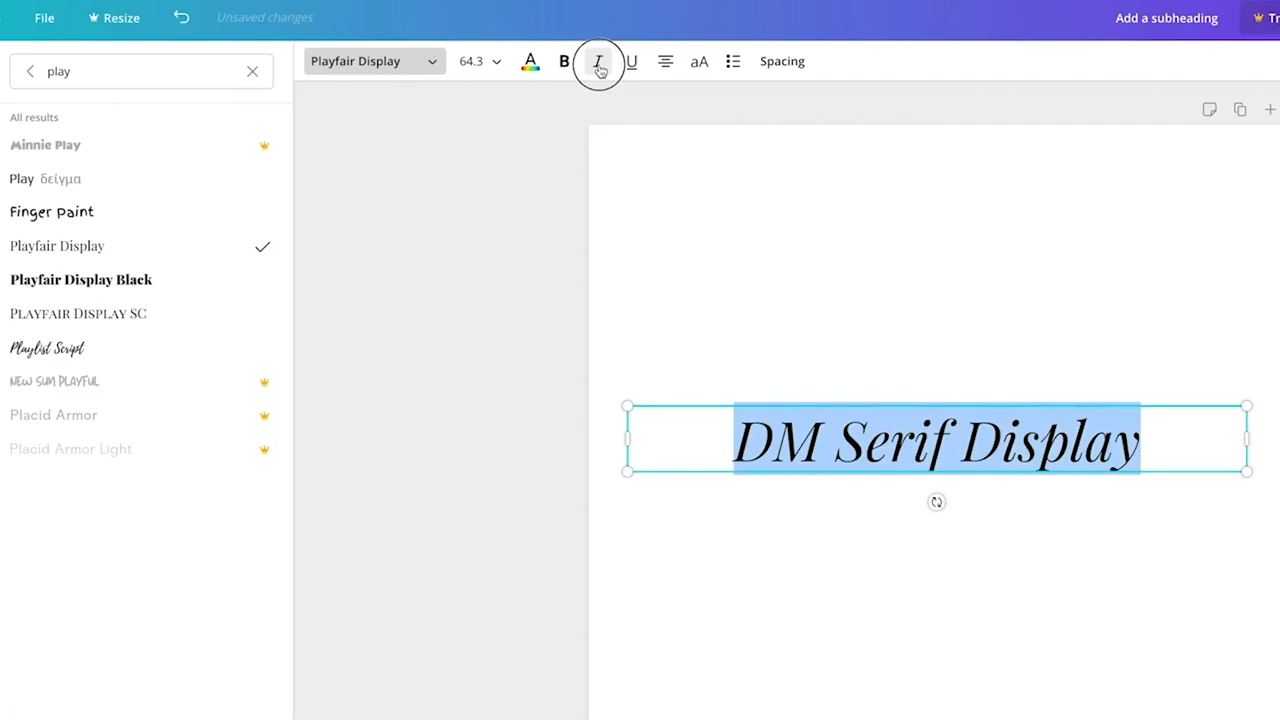 File Resize Unsaved changes Add a subheading Tr
play
Playfair Display 64.3 A B I U aA Spacing
All results
Minnie Play
Play δείγμα
Finger Paint
Playfair Display
Playfair Display Black
Playfair Display SC
Playlist Script
NEW SUM PLAYFUL
Placid Armor
Placid Armor Light
DM Serif Display